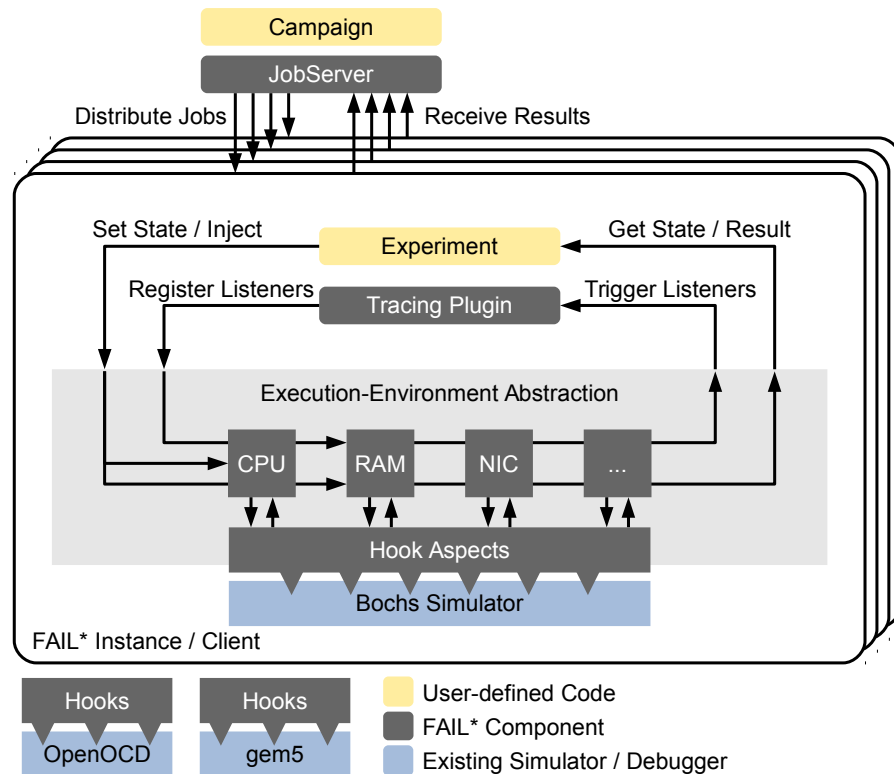 Campaign
JobServer
Distribute Jobs
Receive Results
Set State / Inject
Experiment
Get State / Result
Register Listeners
Tracing Plugin
Trigger Listeners
Execution-Environment Abstraction
CPU
RAM
NIC
...
Hook Aspects
Bochs Simulator
FAIL* Instance / Client
Hooks
Hooks
User-defined Code
FAIL* Component
OpenOCD
gem5
Existing Simulator / Debugger